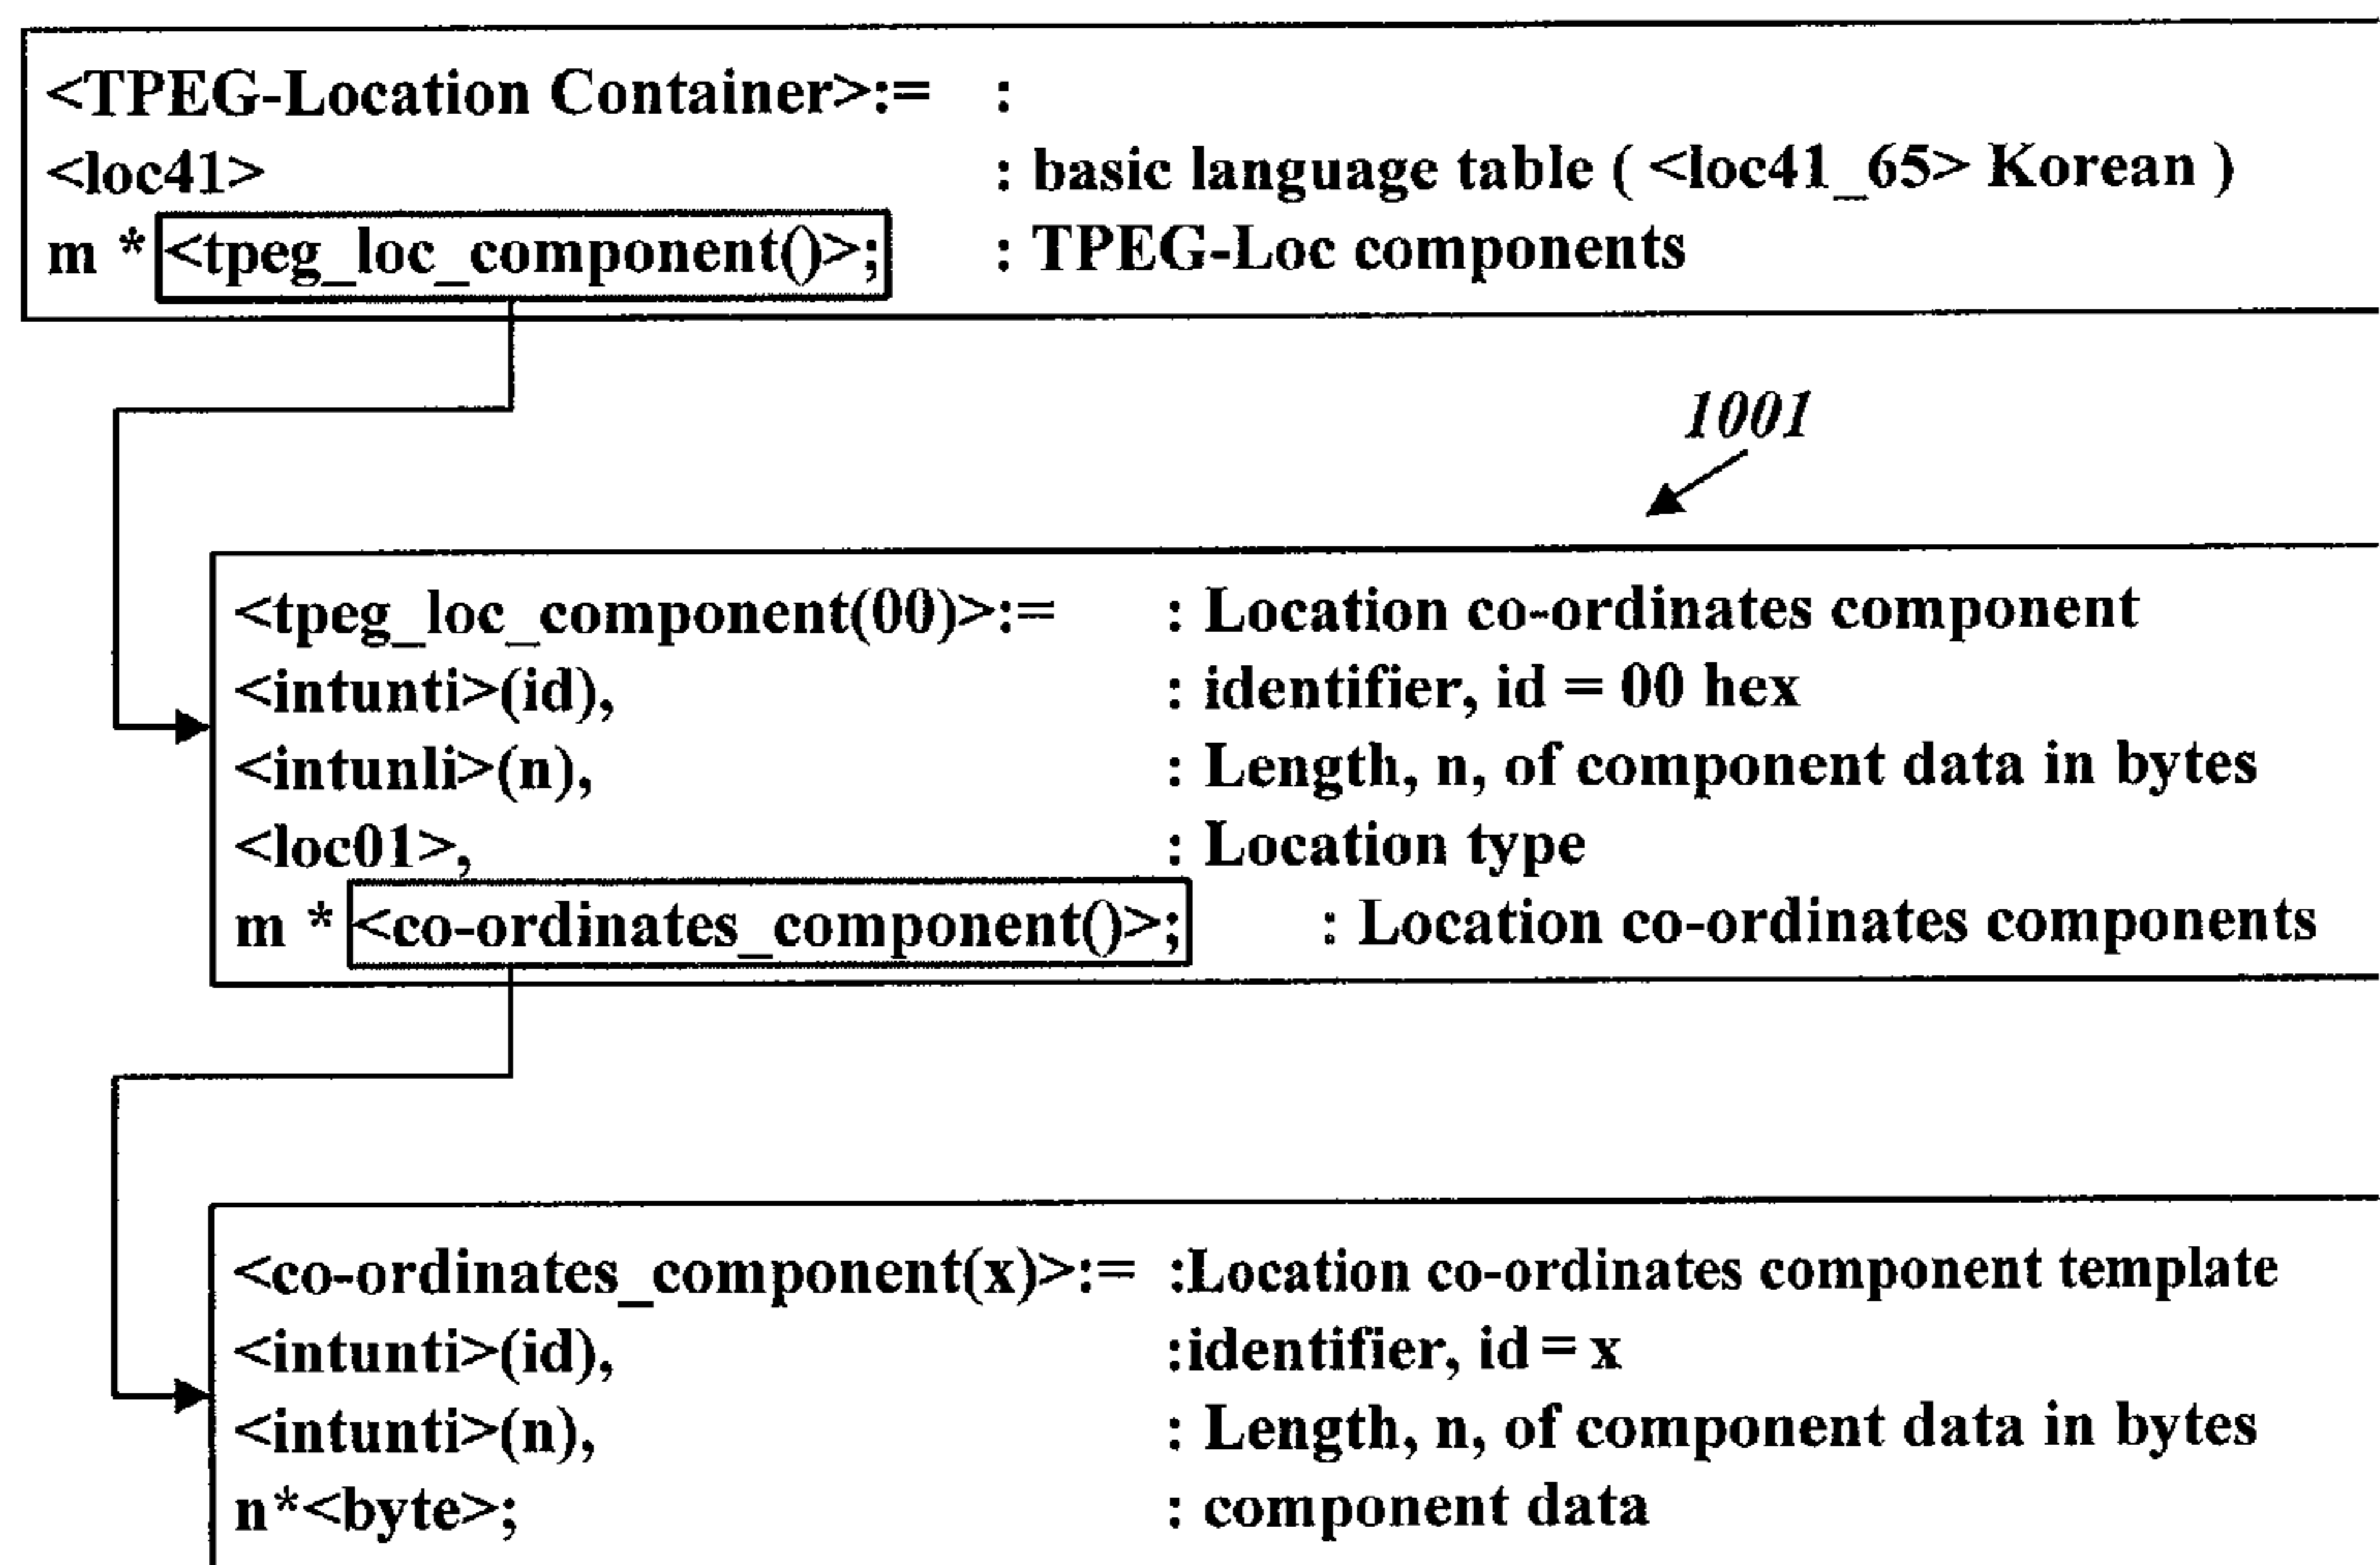 <TPEG-Location Container>:= :
<loc41> : basic language table ( <loc41_65> Korean )
m * <tpeg_loc_component()>; : TPEG-Loc components
1001
<tpeg_loc_component(00)>:= : Location co-ordinates component
<intunti>(id), : identifier, id = 00 hex
<intunli>(n), : Length, n, of component data in bytes
<loc01>, : Location type
m * <co-ordinates_component()>; : Location co-ordinates components
<co-ordinates_component(x)>:= :Location co-ordinates component template
<intunti>(id), :identifier, id = x
<intunti>(n), : Length, n, of component data in bytes
n*<byte>; : component data